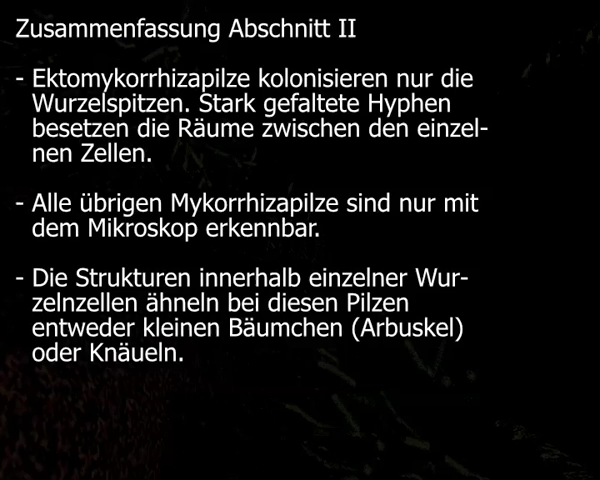 Zusammenfassung Abschnitt II
- Ektomykorrhizapilze kolonisieren nur die
Wurzelspitzen. Stark gefaltete Hyphen
besetzen die Räume zwischen den einzel-
nen Zellen.
- Alle übrigen Mykorrhizapilze sind nur mit
dem Mikroskop erkennbar.
- Die Strukturen innerhalb einzelner Wur-
zelnzellen ähneln bei diesen Pilzen
entweder kleinen Bäumchen (Arbuskel)
oder Knäueln.